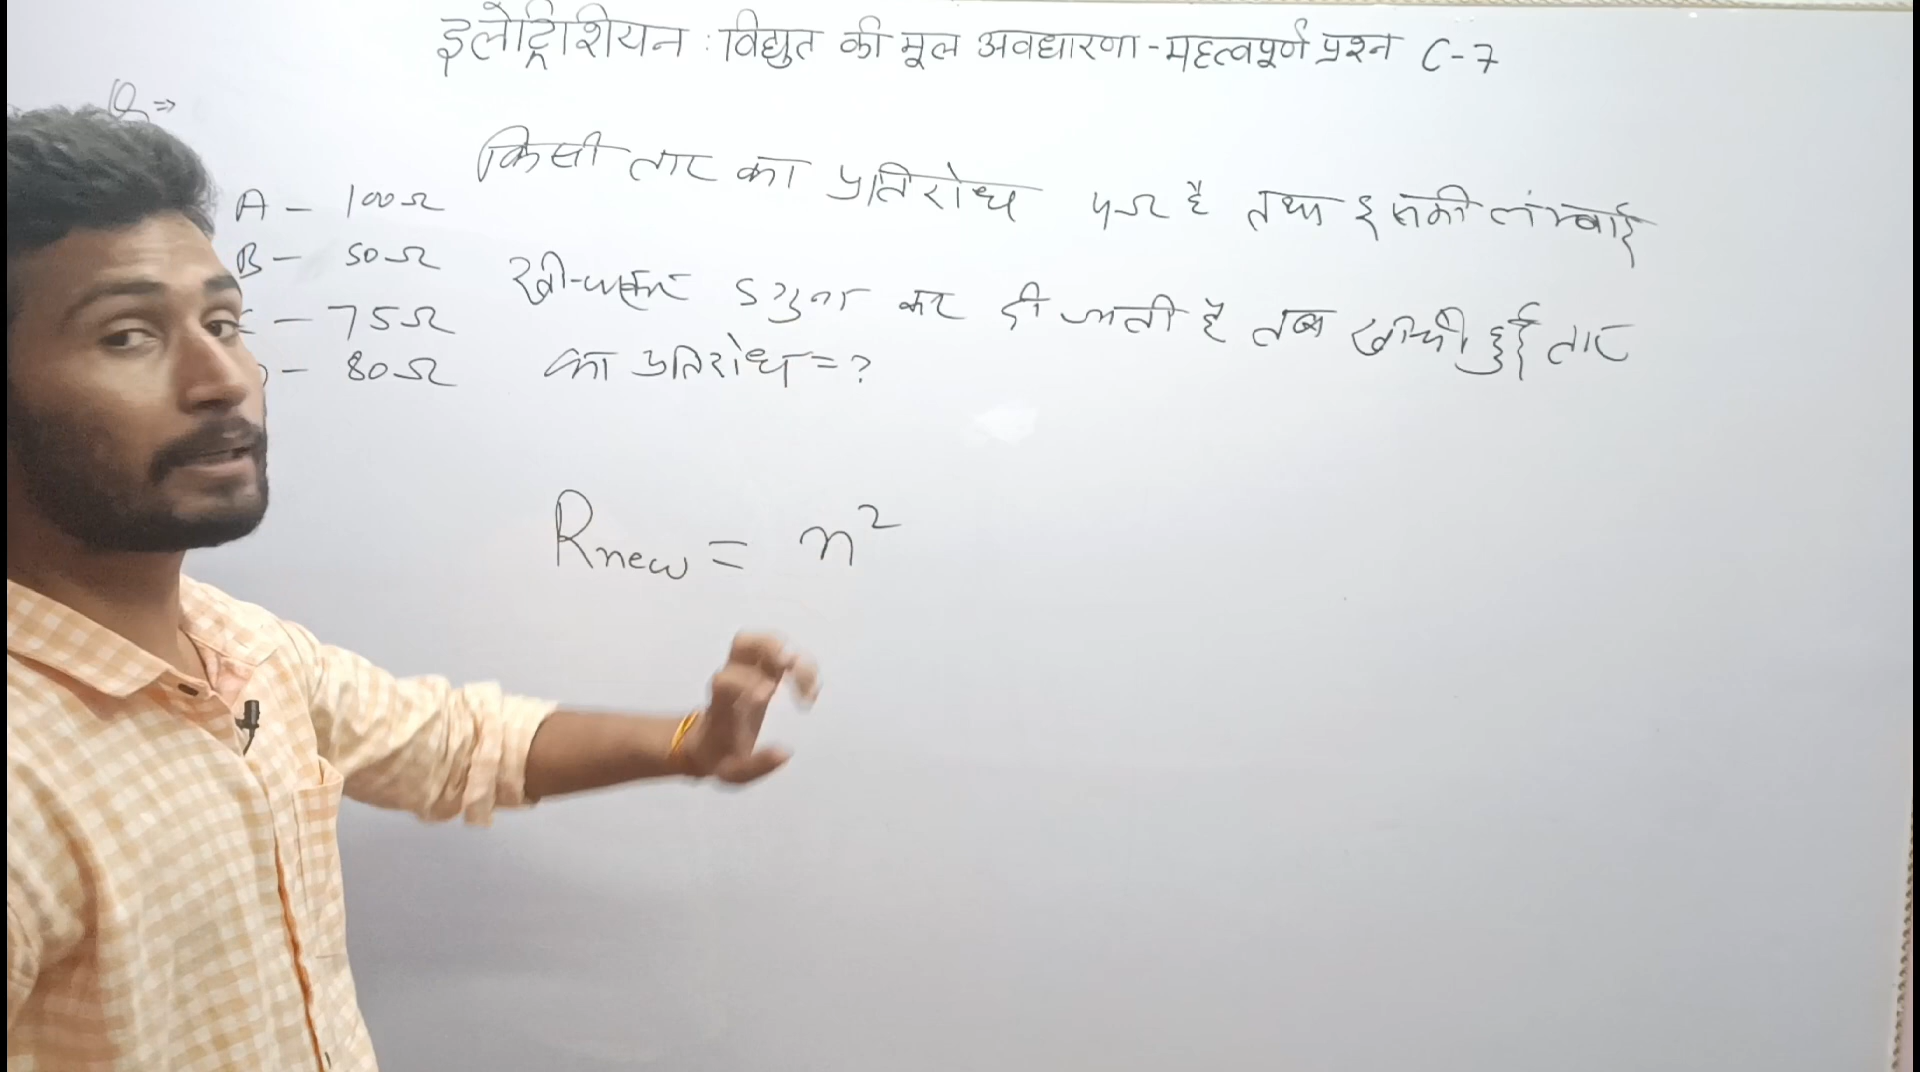 इलेट्रिशियन : विद्युत की मूल अवधारणा - महत्वपूर्ण प्रश्न C-7
Q ⇒
किसी तार का प्रतिरोध 4Ω है तथा इसकी लंम्बाई
खींचकर 5 गुना कर दी जाती है तब खींची हुई तार
का प्रतिरोध = ?
A - 100Ω
B - 50Ω
C - 75Ω
- 80Ω
Rnew = n²